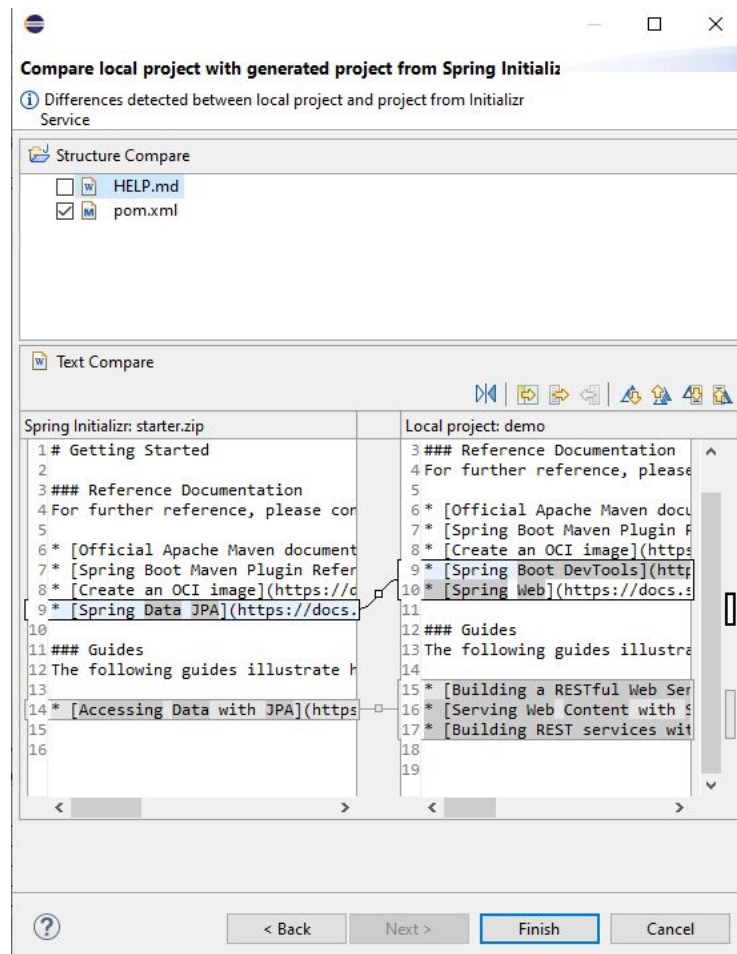 Compare local project with generated project from Spring Initializ
Differences detected between local project and project from Initializr
Service
Structure Compare
HELP.md
pom.xml
Text Compare
Spring Initializr: starter.zip
1 # Getting Started
2
3 ### Reference Documentation
4 For further reference, please con
5
6 * [Official Apache Maven document
7 * [Spring Boot Maven Plugin Refer
8 * [Create an OCI image](https://d
9 * [Spring Data JPA](https://docs.
10
11 ### Guides
12 The following guides illustrate h
13
14 * [Accessing Data with JPA](https
15
16
Local project: demo
3 ### Reference Documentation
4 For further reference, please
5
6 * [Official Apache Maven docu
7 * [Spring Boot Maven Plugin R
8 * [Create an OCI image](https
9 * [Spring Boot DevTools](http
10 * [Spring Web](https://docs.s
11
12 ### Guides
13 The following guides illustra
14
15 * [Building a RESTful Web Ser
16 * [Serving Web Content with S
17 * [Building REST services wit
18
19
< Back
Next >
Finish
Cancel